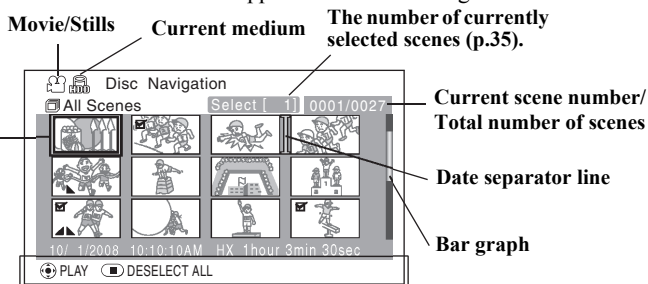 The number of currently
selected scenes (p.35).
Movie/Stills
Current medium
HDD
Disc Navigation
All Scenes
Select [ 1]
0001/0027
Current scene number/
Total number of scenes
Date separator line
Bar graph
10/ 1/2008 10:10:10AM HX 1hour 3min 30sec
PLAY
DESELECT ALL